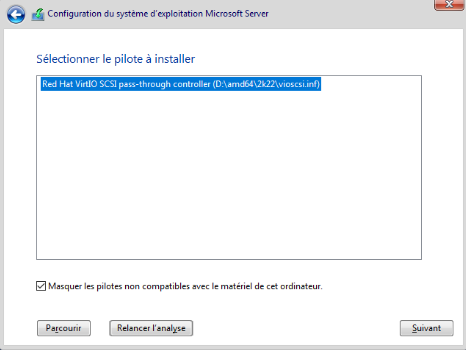 Configuration du système d'exploitation Microsoft Server
Sélectionner le pilote à installer
Red Hat VirtIO SCSI pass-through controller (D:\amd64\2k22\vioscsi.inf)
Masquer les pilotes non compatibles avec le matériel de cet ordinateur.
Parcourir
Relancer l'analyse
Suivant